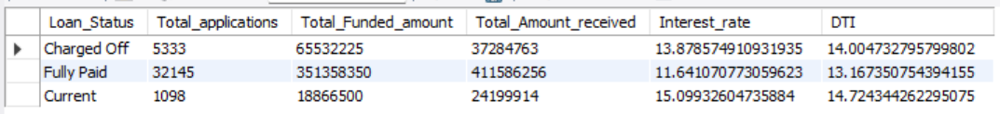 Loan_Status Total_applications Total_Funded_amount Total_Amount_received Interest_rate DTI
Charged Off 5333 65532225 37284763 13.878574910931935 14.004732795799802
Fully Paid 32145 351358350 411586256 11.641070773059623 13.167350754394155
Current 1098 18866500 24199914 15.09932604735884 14.724344262295075